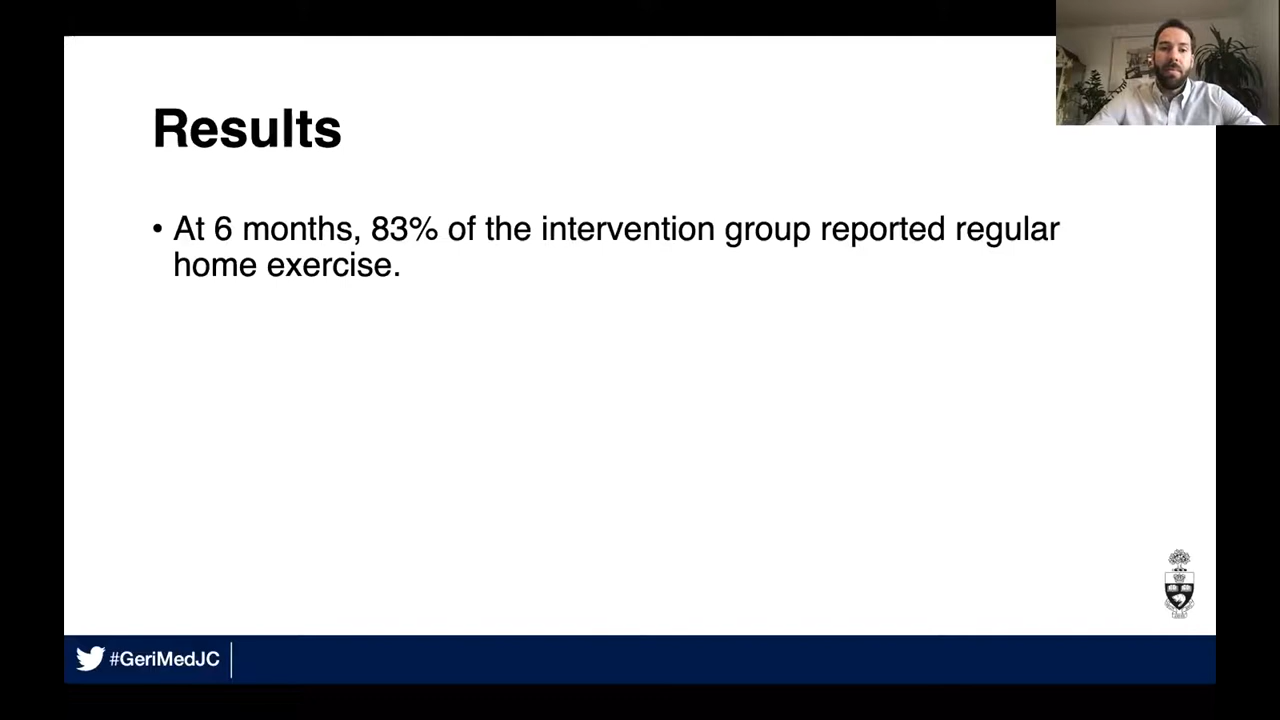 Results
• At 6 months, 83% of the intervention group reported regular
home exercise.
#GeriMedJC